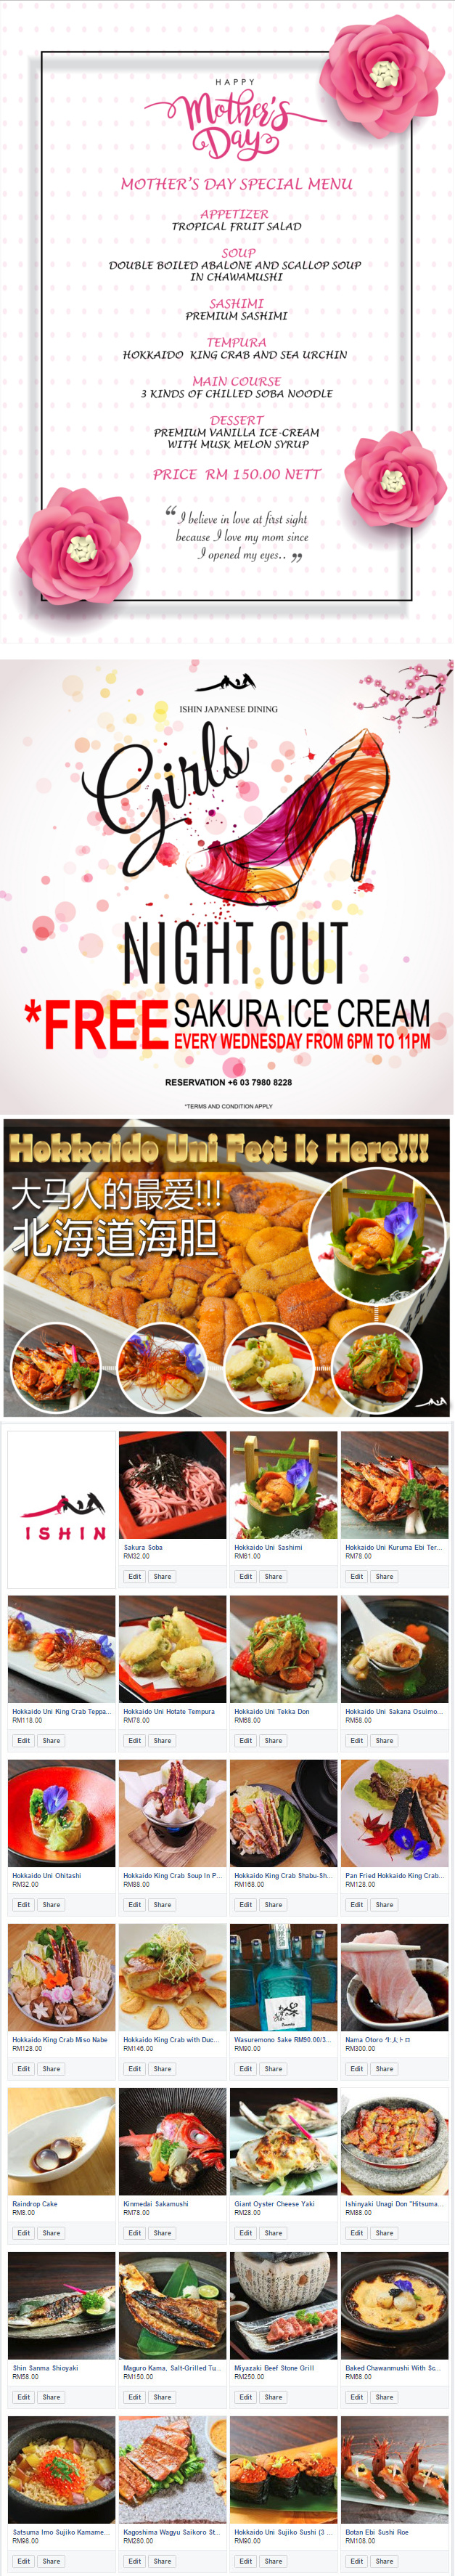 HAPPY
Mother's
Day
MOTHER'S DAY SPECIAL MENU
APPETIZER
TROPICAL FRUIT SALAD
SOUP
DOUBLE BOILED ABALONE AND SCALLOP SOUP
IN CHAWAMUSHI
SASHIMI
PREMIUM SASHIMI
TEMPURA
HOKKAIDO KING CRAB AND SEA URCHIN
MAIN COURSE
3 KINDS OF CHILLED SOBA NOODLE
DESSERT
PREMIUM VANILLA ICE-CREAM
WITH MUSK MELON SYRUP
PRICE RM 150.00 NETT
“I believe in love at first sight
because I love my mom since
I opened my eyes.. ”
ISHIN JAPANESE DINING
Girls
NIGHT OUT
*FREE SAKURA ICE CREAM
EVERY WEDNESDAY FROM 6PM TO 11PM
RESERVATION +6 03 7980 8228
*TERMS AND CONDITION APPLY
Hokkaido Uni Fest Is Here!!!
大马人的最爱!!!
北海道海胆
ISHIN
Sakura Soba
RM32.00
Edit Share
Hokkaido Uni Sashimi
RM61.00
Edit Share
Hokkaido Uni Kuruma Ebi Ter...
RM78.00
Edit Share
Hokkaido Uni King Crab Teppa...
RM118.00
Edit Share
Hokkaido Uni Hotate Tempura
RM78.00
Edit Share
Hokkaido Uni Tekka Don
RM68.00
Edit Share
Hokkaido Uni Sakana Osuimo...
RM58.00
Edit Share
Hokkaido Uni Ohitashi
RM32.00
Edit Share
Hokkaido King Crab Soup In P...
RM88.00
Edit Share
Hokkaido King Crab Shabu-Sh...
RM168.00
Edit Share
Pan Fried Hokkaido King Crab...
RM128.00
Edit Share
Hokkaido King Crab Miso Nabe
RM128.00
Edit Share
Hokkaido King Crab with Duc...
RM146.00
Edit Share
Wasuremono Sake RM90.00/3...
RM90.00
Edit Share
Nama Otoro
RM300.00
Edit Share
Raindrop Cake
RM8.00
Edit Share
Kinmedai Sakamushi
RM78.00
Edit Share
Giant Oyster Cheese Yaki
RM28.00
Edit Share
Ishinyaki Unagi Don "Hitsuma...
RM88.00
Edit Share
Shin Sanma Shioyaki
RM58.00
Edit Share
Maguro Kama, Salt-Grilled Tu...
RM150.00
Edit Share
Miyazaki Beef Stone Grill
RM250.00
Edit Share
Baked Chawanmushi With Sc...
RM68.00
Edit Share
Satsuma Imo Sujiko Kamame...
RM98.00
Edit Share
Kagoshima Wagyu Saikoro St...
RM280.00
Edit Share
Hokkaido Uni Sujiko Sushi (3 ...
RM90.00
Edit Share
Botan Ebi Sushi Roe
RM108.00
Edit Share